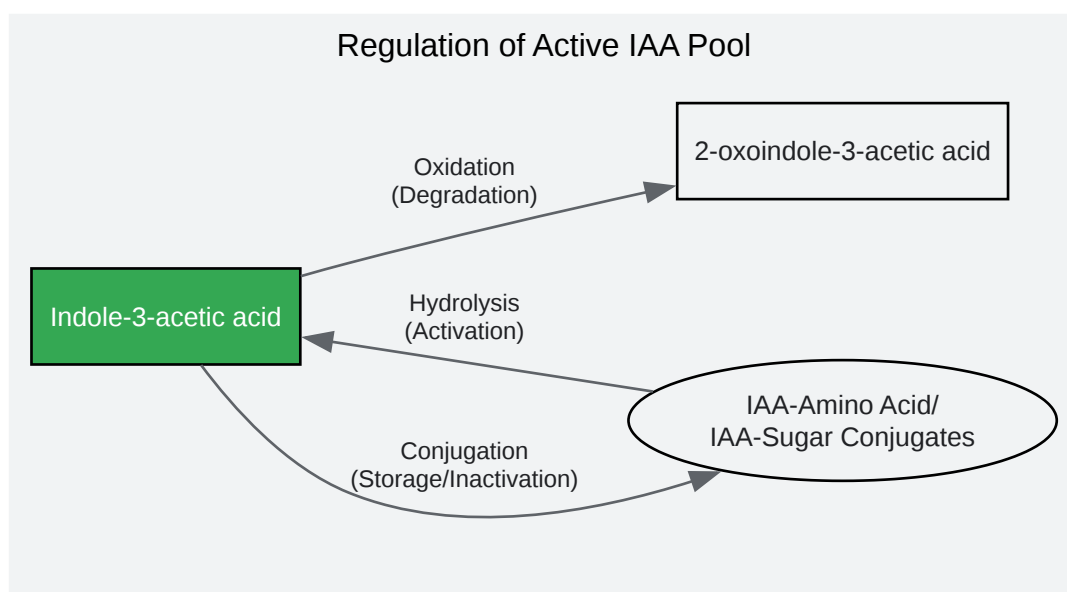 Regulation of Active IAA Pool
2-oxoindole-3-acetic acid
Oxidation
(Degradation)
Indole-3-acetic acid
Hydrolysis
(Activation)
IAA-Amino Acid/
IAA-Sugar Conjugates
Conjugation
(Storage/Inactivation)